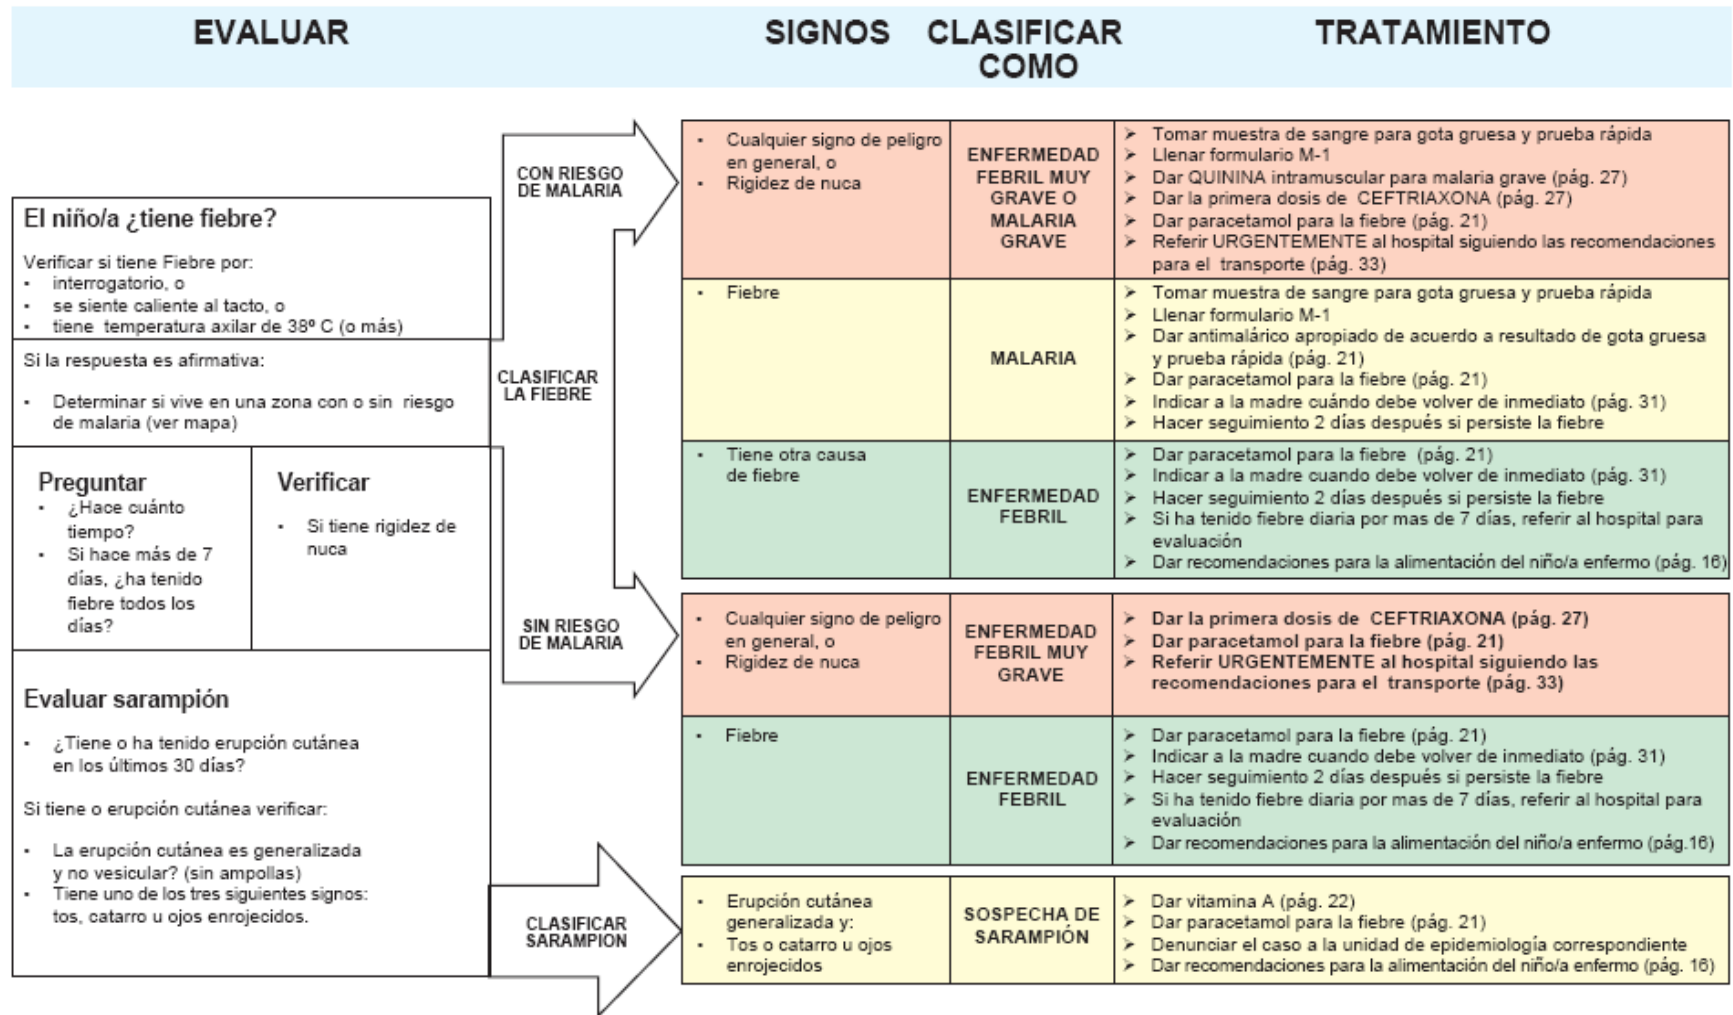 EVALUAR
SIGNOS
CLASIFICAR
COMO
TRATAMIENTO
El niño/a ¿tiene fiebre?
Verificar si tiene Fiebre por:
▪ interrogatorio, o
▪ se siente caliente al tacto, o
▪ tiene temperatura axilar de 38º C (o más)
Si la respuesta es afirmativa:
▪ Determinar si vive en una zona con o sin riesgo
de malaria (ver mapa)
Preguntar
▪ ¿Hace cuánto
tiempo?
▪ Si hace más de 7
días, ¿ha tenido
fiebre todos los
días?
Verificar
▪ Si tiene rigidez de
nuca
Evaluar sarampión
▪ ¿Tiene o ha tenido erupción cutánea
en los últimos 30 días?
Si tiene o erupción cutánea verificar:
▪ La erupción cutánea es generalizada
y no vesicular? (sin ampollas)
▪ Tiene uno de los tres siguientes signos:
tos, catarro u ojos enrojecidos.
CLASIFICAR
LA FIEBRE
CON RIESGO
DE MALARIA
▪ Cualquier signo de peligro
en general, o
▪ Rigidez de nuca
ENFERMEDAD
FEBRIL MUY
GRAVE O
MALARIA
GRAVE
➢ Tomar muestra de sangre para gota gruesa y prueba rápida
➢ Llenar formulario M-1
➢ Dar QUININA intramuscular para malaria grave (pág. 27)
➢ Dar la primera dosis de CEFTRIAXONA (pág. 27)
➢ Dar paracetamol para la fiebre (pág. 21)
➢ Referir URGENTEMENTE al hospital siguiendo las recomendaciones
para el transporte (pág. 33)
▪ Fiebre
MALARIA
➢ Tomar muestra de sangre para gota gruesa y prueba rápida
➢ Llenar formulario M-1
➢ Dar antimalárico apropiado de acuerdo a resultado de gota gruesa
y prueba rápida (pág. 21)
➢ Dar paracetamol para la fiebre (pág. 21)
➢ Indicar a la madre cuándo debe volver de inmediato (pág. 31)
➢ Hacer seguimiento 2 días después si persiste la fiebre
▪ Tiene otra causa
de fiebre
ENFERMEDAD
FEBRIL
➢ Dar paracetamol para la fiebre (pág. 21)
➢ Indicar a la madre cuando debe volver de inmediato (pág. 31)
➢ Hacer seguimiento 2 días después si persiste la fiebre
➢ Si ha tenido fiebre diaria por mas de 7 días, referir al hospital para
evaluación
➢ Dar recomendaciones para la alimentación del niño/a enfermo (pág. 16)
SIN RIESGO
DE MALARIA
▪ Cualquier signo de peligro
en general, o
▪ Rigidez de nuca
ENFERMEDAD
FEBRIL MUY
GRAVE
➢ Dar la primera dosis de CEFTRIAXONA (pág. 27)
➢ Dar paracetamol para la fiebre (pág. 21)
➢ Referir URGENTEMENTE al hospital siguiendo las
recomendaciones para el transporte (pág. 33)
▪ Fiebre
ENFERMEDAD
FEBRIL
➢ Dar paracetamol para la fiebre (pág. 21)
➢ Indicar a la madre cuando debe volver de inmediato (pág. 31)
➢ Hacer seguimiento 2 días después si persiste la fiebre
➢ Si ha tenido fiebre diaria por mas de 7 días, referir al hospital para
evaluación
➢ Dar recomendaciones para la alimentación del niño/a enfermo (pág.16)
CLASIFICAR
SARAMPION
▪ Erupción cutánea
generalizada y:
▪ Tos o catarro u ojos
enrojecidos
SOSPECHA DE
SARAMPIÓN
➢ Dar vitamina A (pág. 22)
➢ Dar paracetamol para la fiebre (pág. 21)
➢ Denunciar el caso a la unidad de epidemiología correspondiente
➢ Dar recomendaciones para la alimentación del niño/a enfermo (pág. 16)